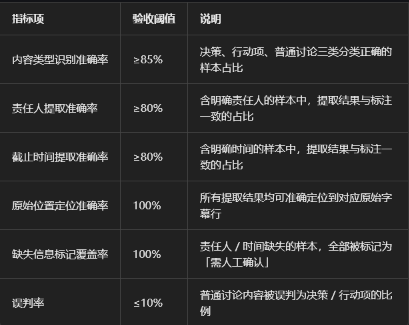 指标项 验收阈值 说明
内容类型识别准确率 ≥85% 决策、行动项、普通讨论三类分类正确的
样本占比
责任人提取准确率 ≥80% 含明确责任人的样本中，提取结果与标注
一致的占比
截止时间提取准确率 ≥80% 含明确时间的样本中，提取结果与标注一
致的占比
原始位置定位准确率 100% 所有提取结果均可准确定位到对应原始字
幕行
缺失信息标记覆盖率 100% 责任人 / 时间缺失的样本，全部被标记为
「需人工确认」
误判率 ≤10% 普通讨论内容被误判为决策 / 行动项的比
例